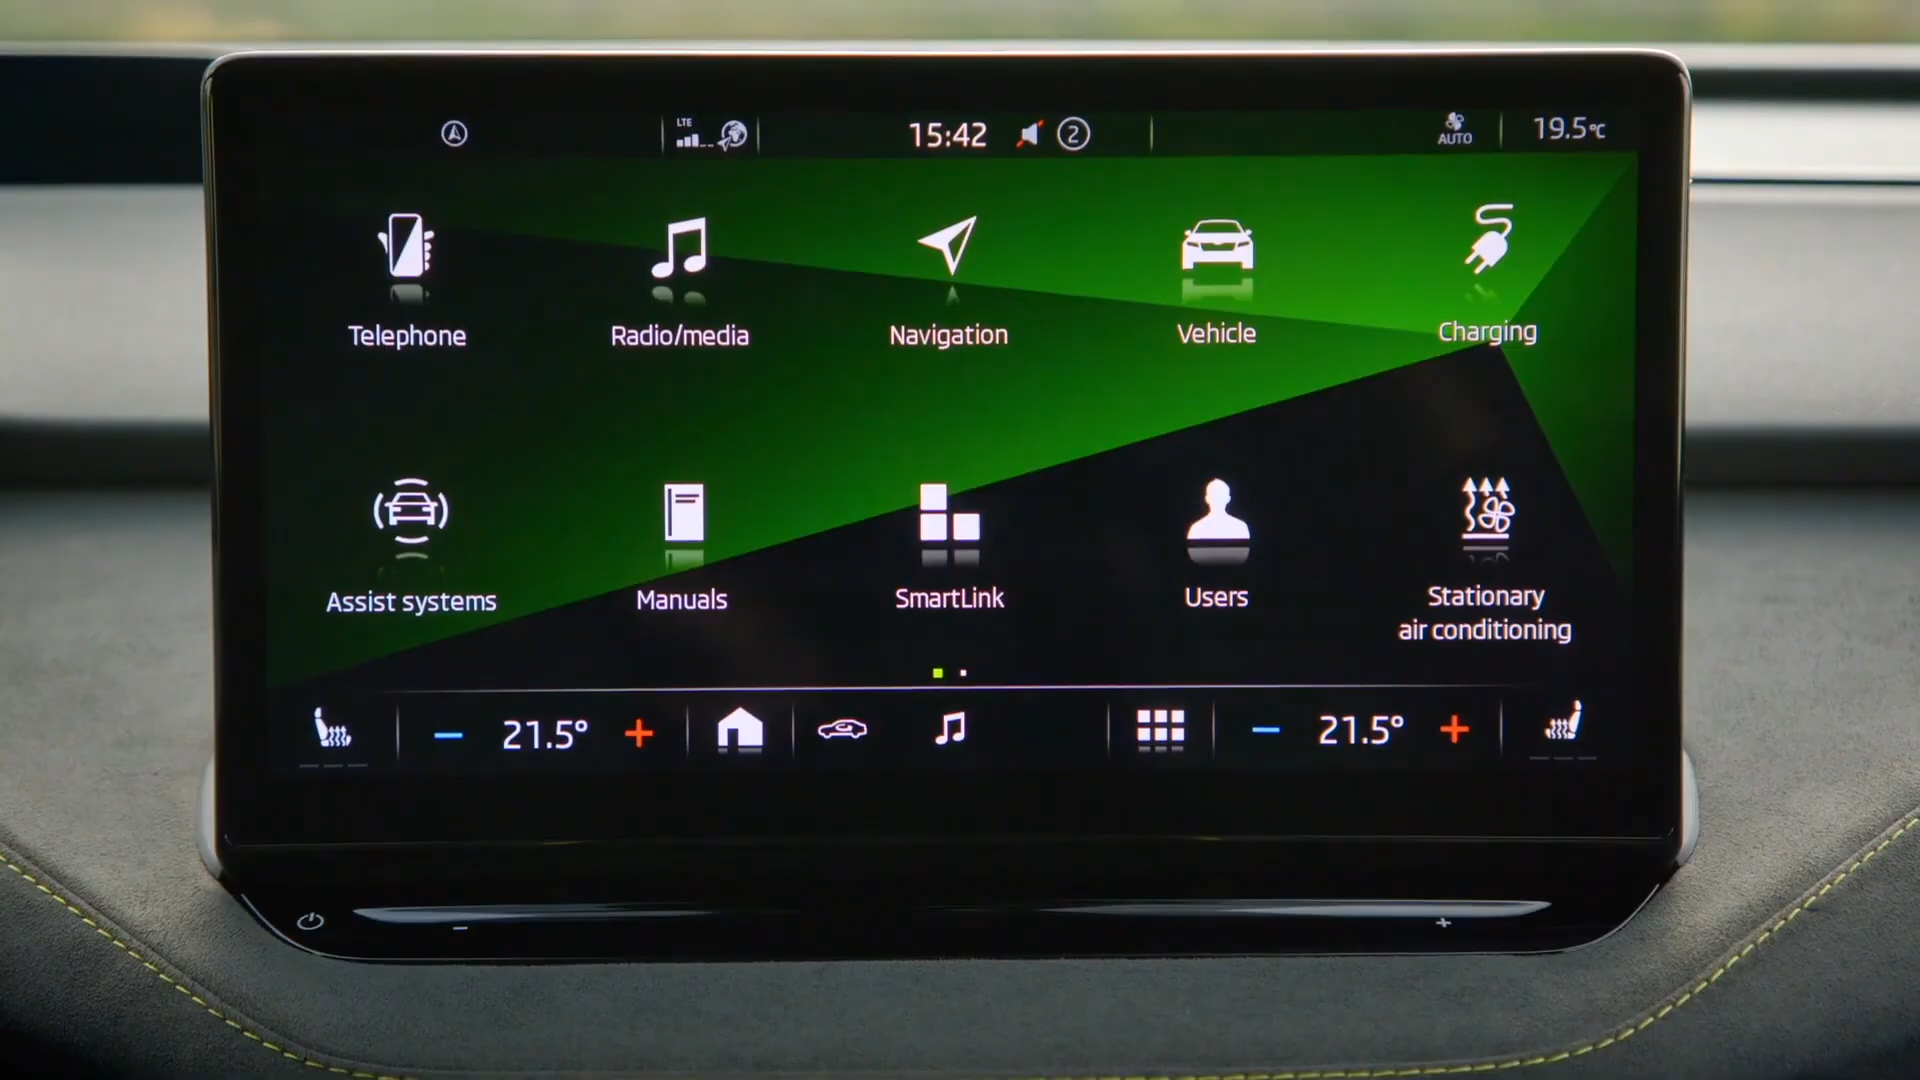 LTE
15:42
2
AUTO
19.5°C
Telephone
Radio/media
Navigation
Vehicle
Charging
Assist systems
Manuals
SmartLink
Users
Stationary
air conditioning
− 21.5° +
− 21.5° +
− +